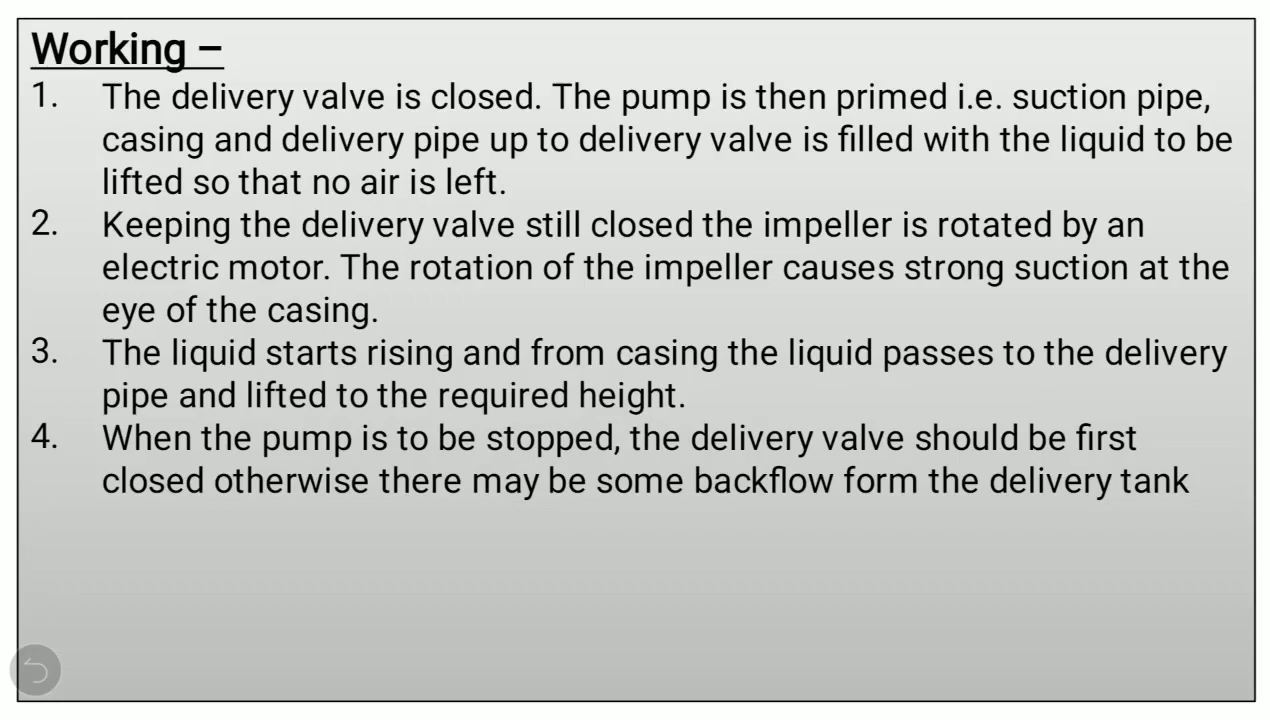 Working –
1. The delivery valve is closed. The pump is then primed i.e. suction pipe,
casing and delivery pipe up to delivery valve is filled with the liquid to be
lifted so that no air is left.
2. Keeping the delivery valve still closed the impeller is rotated by an
electric motor. The rotation of the impeller causes strong suction at the
eye of the casing.
3. The liquid starts rising and from casing the liquid passes to the delivery
pipe and lifted to the required height.
4. When the pump is to be stopped, the delivery valve should be first
closed otherwise there may be some backflow form the delivery tank